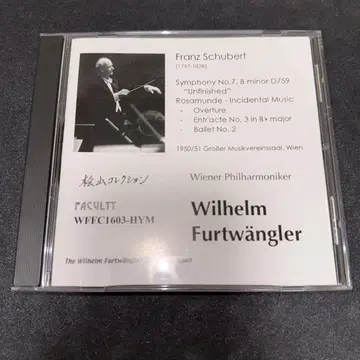 Franz Schubert
(1797-1828)
Symphony No.7, B minor D759
"Unfinished"
Rosamunde - Incidental Music
- Overture
- Entr'acte No. 3 in B♭ major
- Ballet No. 2
1950/51 Großer Musikvereinssaal, Wien
桧山コレクション
Wiener Philharmoniker
FACULTY
WFFC1603-HYM
Wilhelm
Furtwängler
The Wilhelm Furtwängler